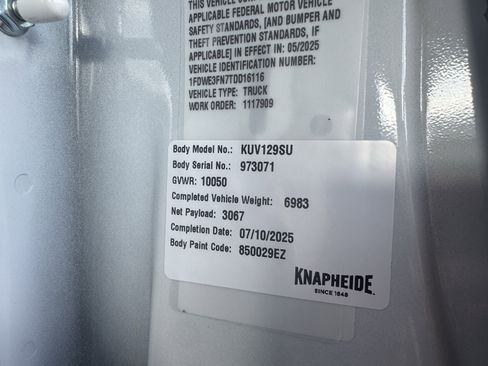 THIS VEHICLE
APPLICABLE FEDERAL MOTOR VEHICLE
SAFETY STANDARDS, [AND BUMPER AND
THEFT PREVENTION STANDARDS, IF
APPLICABLE] IN EFFECT IN: 05/2025
VEHICLE IDENTIFICATION NUMBER:
1FDWE3FN7TDD16116
VEHICLE TYPE: TRUCK
WORK ORDER: 1117909
Body Model No.: KUV129SU
Body Serial No.: 973071
GVWR: 10050
Completed Vehicle Weight: 6983
Net Payload: 3067
Completion Date: 07/10/2025
Body Paint Code: 850029EZ
KNAPHEIDE
SINCE 1848